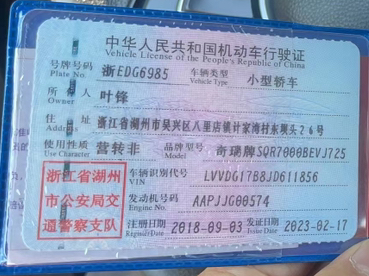 中华人民共和国机动车行驶证
Vehicle License of the People's Republic of China
号牌号码 浙EDG6985 车辆类型 小型轿车
Plate No. Vehicle Type
所有人 叶锋
Owner
住址 浙江省湖州市吴兴区八里店镇计家湾村东坝头26号
Address
使用性质 营转非 品牌型号 奇瑞牌SQR7000BEVJ725
Use Character Model
浙江省湖州 车辆识别代号 LVVDG17B8JD611856
VIN
市公安局交 发动机号码 AAPJJG00574
Engine No.
通警察支队 注册日期 2018-09-03 发证日期 2023-02-17
Register Date Issue Date